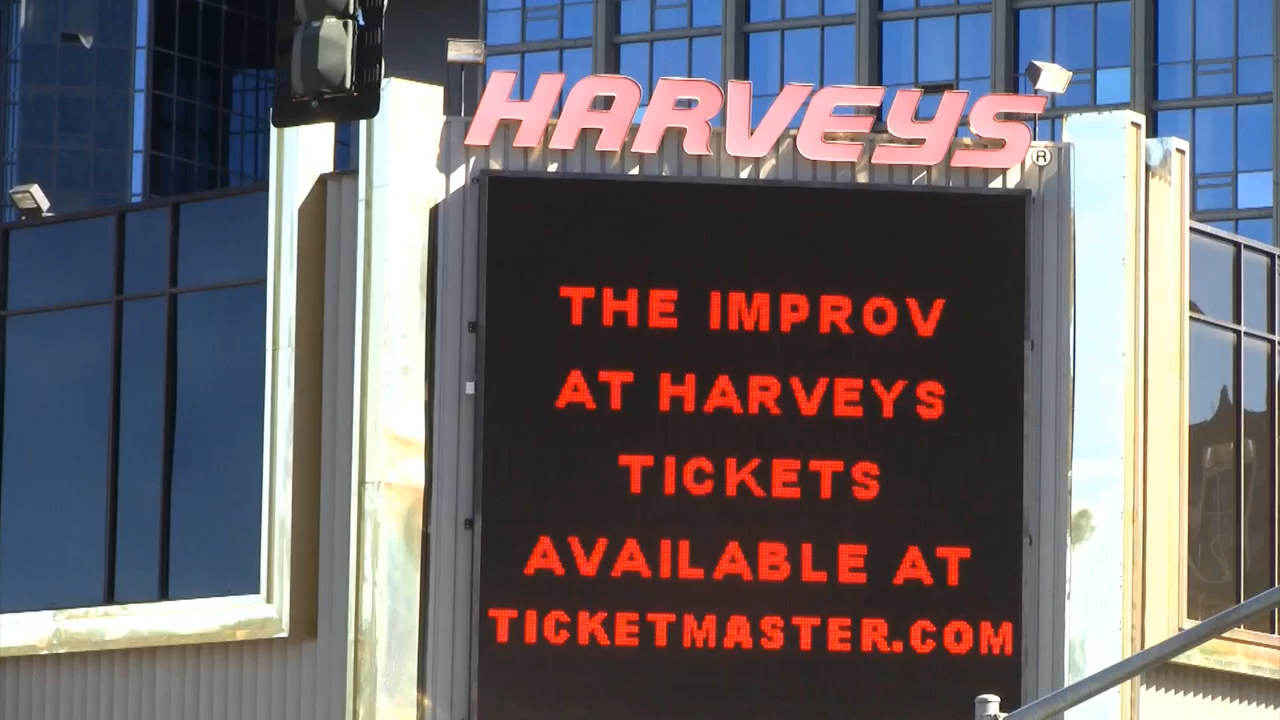 HARVEYS
®
THE IMPROV
AT HARVEYS
TICKETS
AVAILABLE AT
TICKETMASTER.COM